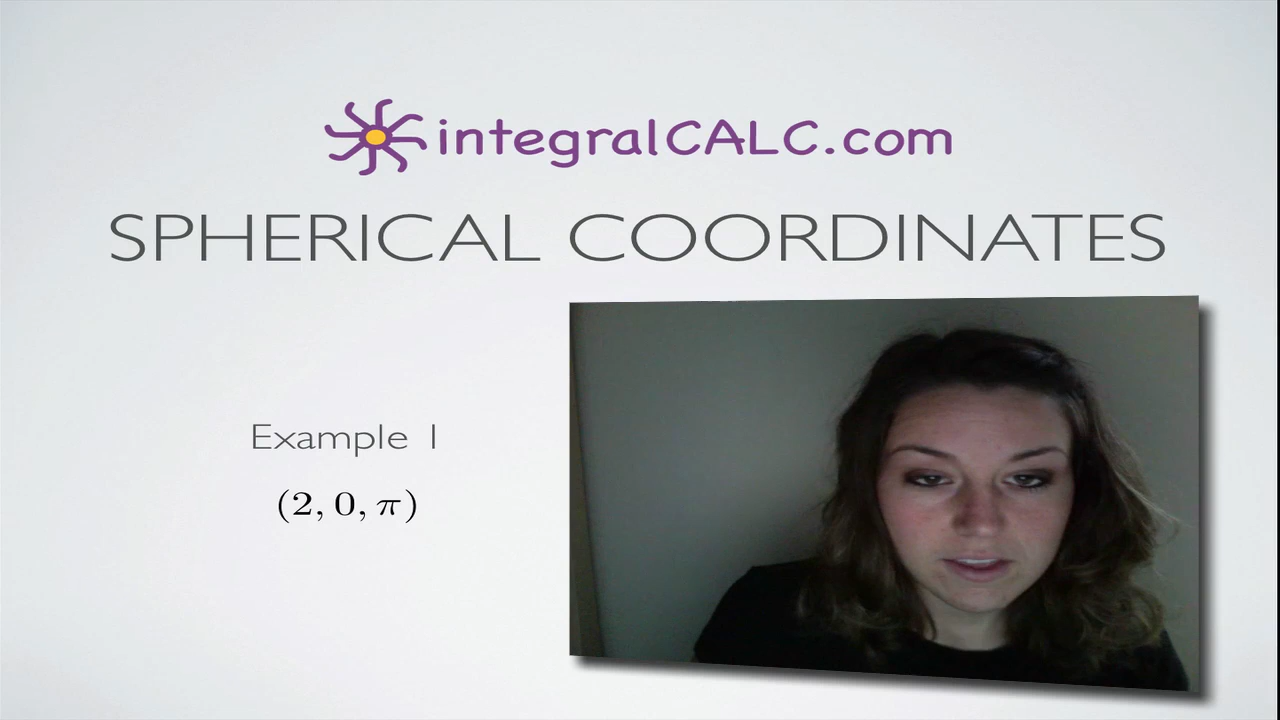 integralCALC.com
SPHERICAL COORDINATES
Example 1
(2, 0, π)